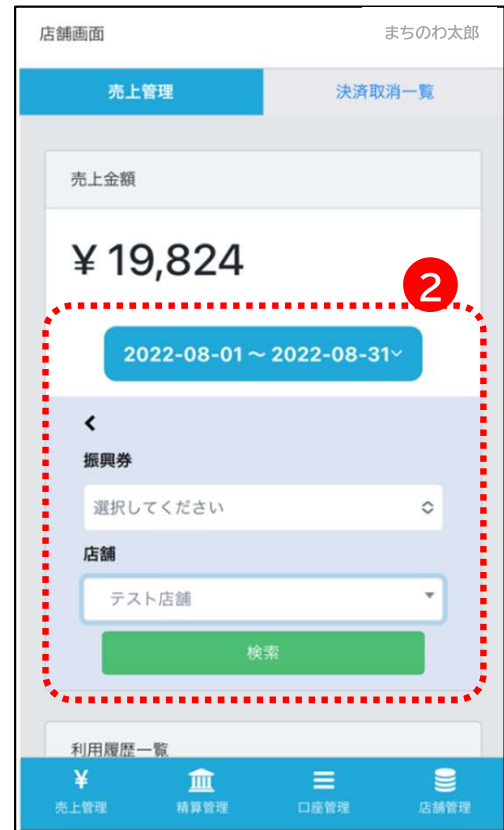 店舗画面 まちのわ太郎
売上管理 決済取消一覧
売上金額
¥ 19,824
2
2022-08-01 ~ 2022-08-31
振興券
選択してください
店舗
テスト店舗
検索
利用履歴一覧
¥
売上管理 精算管理 口座管理 店舗管理